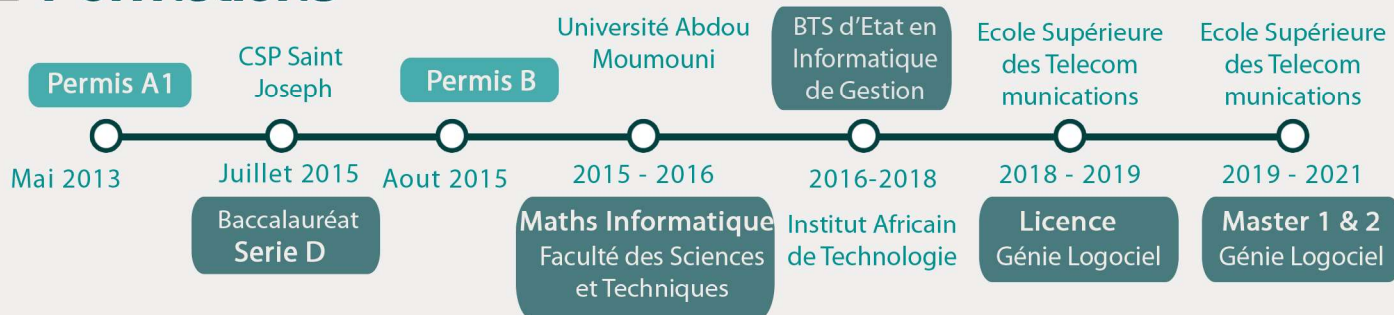 Formations
Permis A1
Mai 2013
CSP Saint
Joseph
Juillet 2015
Baccalauréat
Serie D
Permis B
Aout 2015
Université Abdou
Moumouni
2015 - 2016
Maths Informatique
Faculté des Sciences
et Techniques
BTS d'Etat en
Informatique
de Gestion
2016-2018
Institut Africain
de Technologie
Ecole Supérieure
des Telecom
munications
2018 - 2019
Licence
Génie Logociel
Ecole Supérieure
des Telecom
munications
2019 - 2021
Master 1 & 2
Génie Logociel